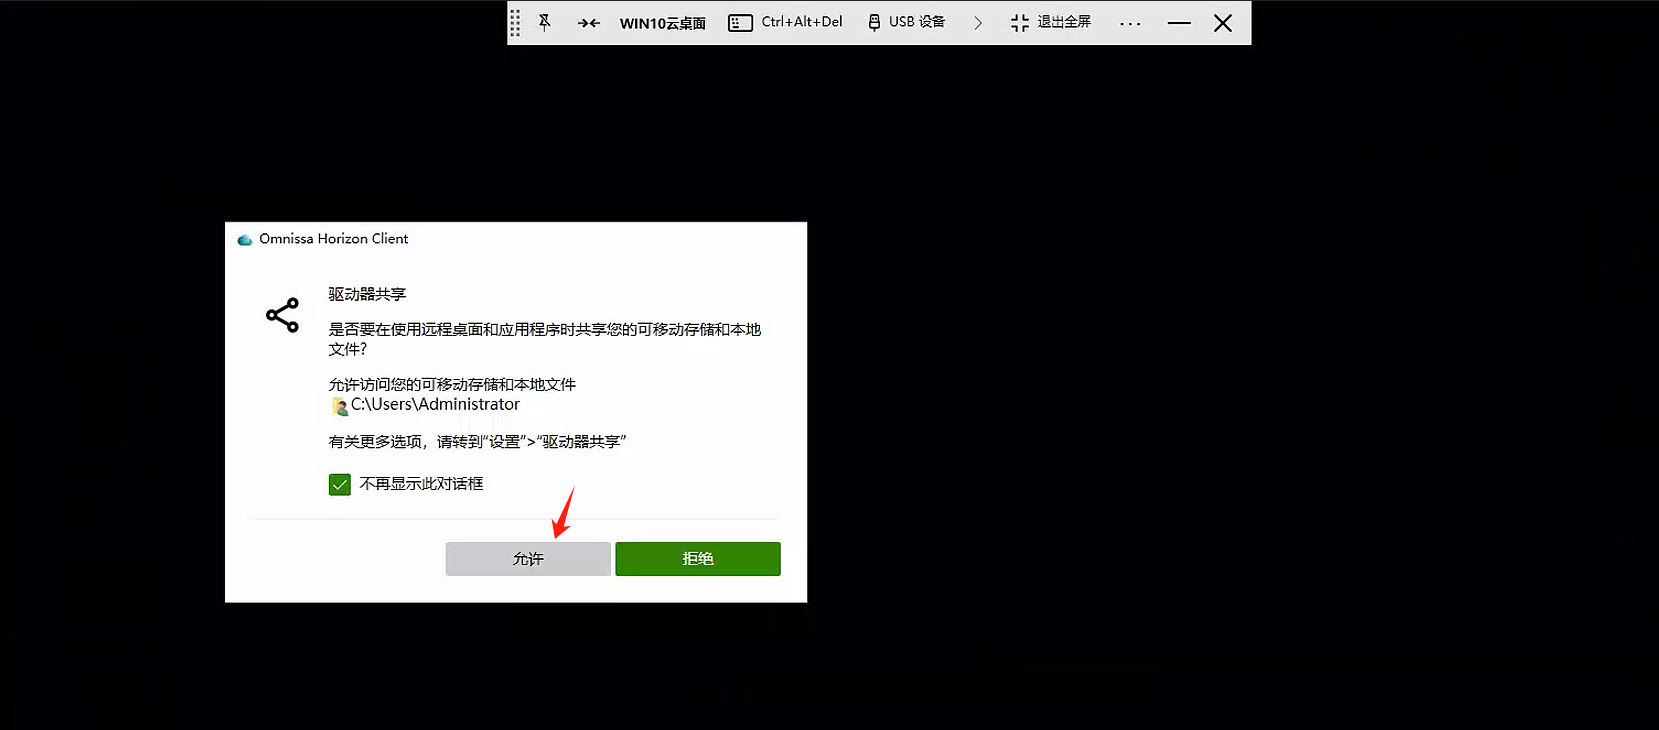 WIN10云桌面 Ctrl+Alt+Del USB 设备 退出全屏
Omnissa Horizon Client
驱动器共享
是否要在使用远程桌面和应用程序时共享您的可移动存储和本地
文件?
允许访问您的可移动存储和本地文件
C:\Users\Administrator
有关更多选项，请转到“设置”>“驱动器共享”
不再显示此对话框
允许 拒绝